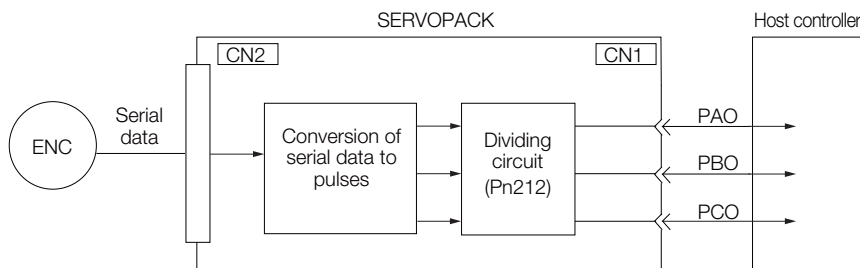 SERVOPACK
Host controller
CN2
CN1
Serial
data
ENC
Conversion of
serial data to
pulses
Dividing
circuit
(Pn212)
PAO
PBO
PCO